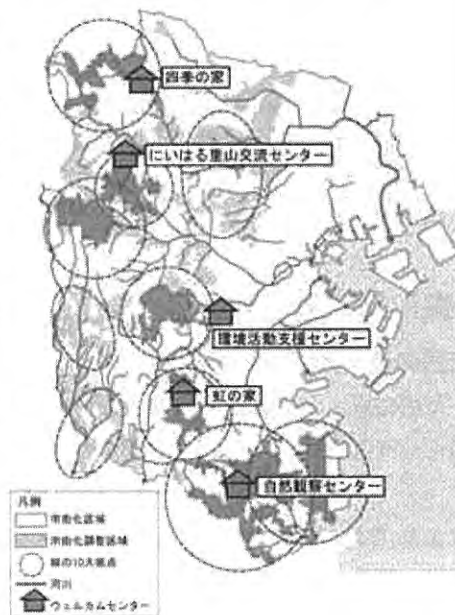 四季の家
にいはる里山交流センター
環境活動支援センター
虹の家
自然観察センター
凡例
市街化区域
市街化調整区域
緑の10大拠点
河川
ウェルカムセンター